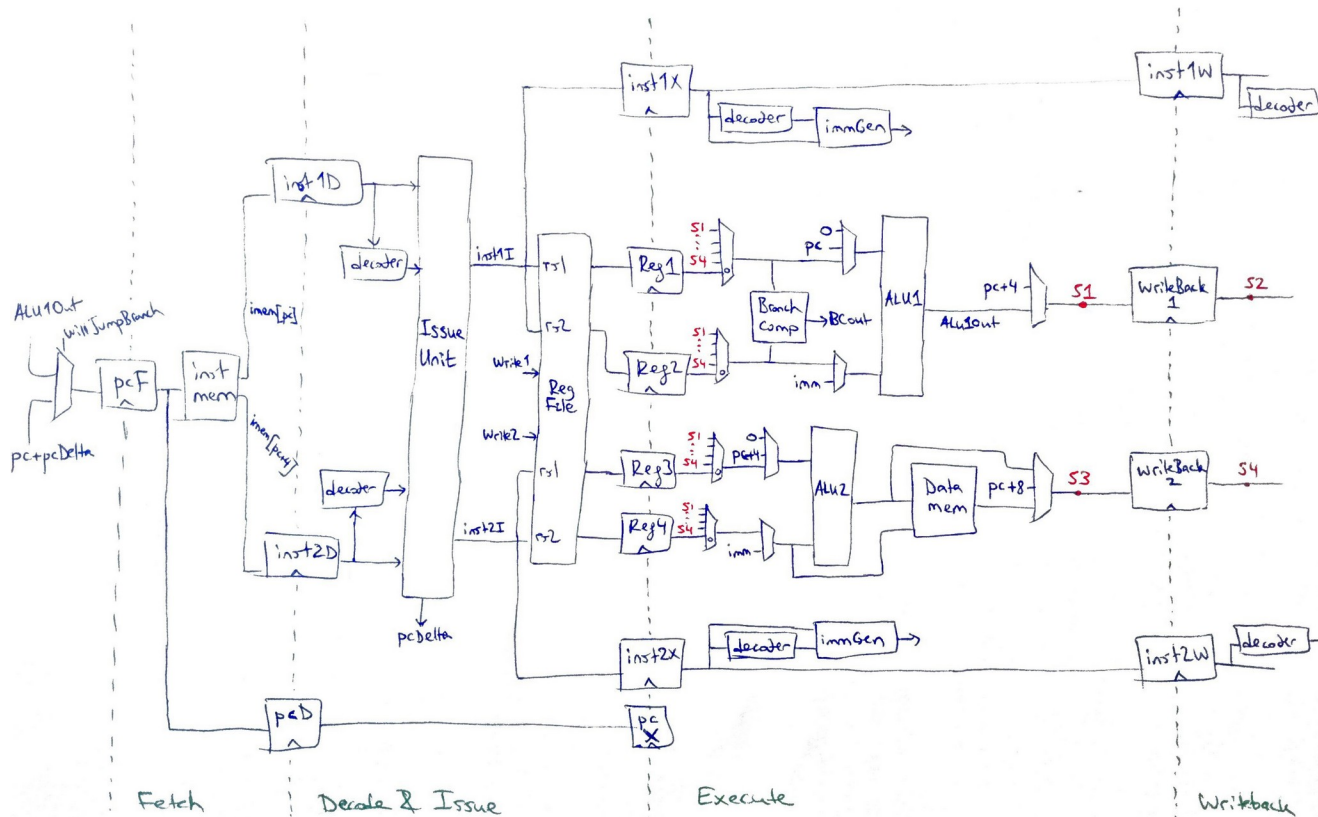 inst1X
inst1W
decoder
immGen
decoder
inst1D
decoder
Issue
Unit
inst1I
rs1
rs2
Write1
Reg
File
Write2
rs1
rs2
inst2I
Reg1
S1
S4
0
pc
Branch
Comp
BCout
ALU1
ALU1out
pc+4
S1
WriteBack
1
S2
Reg2
S1
S4
imm
ALU1Out
willJumpBranch
pcF
inst
mem
imem[pc]
imem[pc+4]
pc+pcDelta
Reg3
S1
S4
0
pc+4
ALU2
Data
mem
pc+8
S3
WriteBack
2
S4
Reg4
S1
S4
imm
decoder
inst2D
pcDelta
inst2X
decoder
immGen
inst2W
decoder
pcD
pc
X
Fetch
Decode & Issue
Execute
Writeback